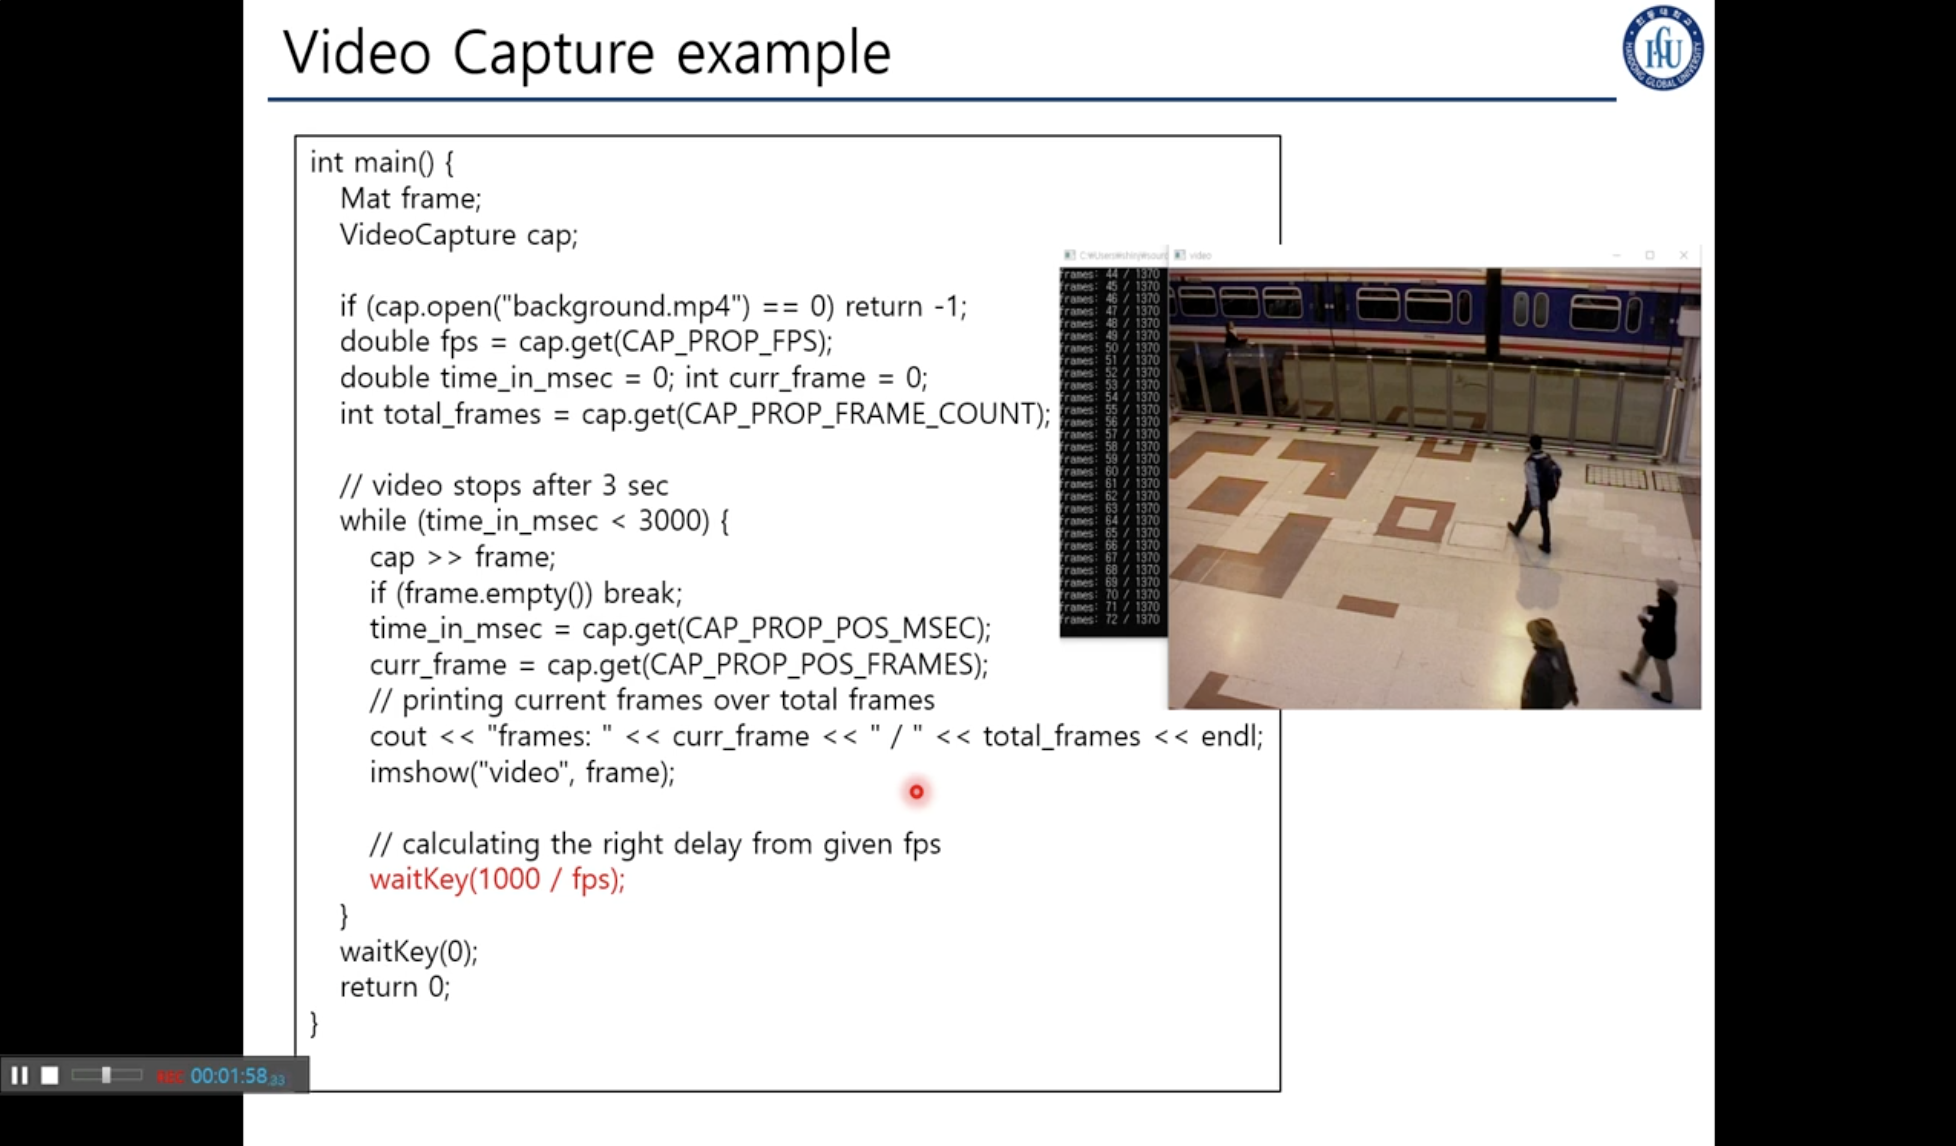 Video Capture example
한동대학교
HANDONG GLOBAL UNIVERSITY
HGU
int main() {
Mat frame;
VideoCapture cap;
if (cap.open("background.mp4") == 0) return -1;
double fps = cap.get(CAP_PROP_FPS);
double time_in_msec = 0; int curr_frame = 0;
int total_frames = cap.get(CAP_PROP_FRAME_COUNT);
// video stops after 3 sec
while (time_in_msec < 3000) {
cap >> frame;
if (frame.empty()) break;
time_in_msec = cap.get(CAP_PROP_POS_MSEC);
curr_frame = cap.get(CAP_PROP_POS_FRAMES);
// printing current frames over total frames
cout << "frames: " << curr_frame << " / " << total_frames << endl;
imshow("video", frame);
// calculating the right delay from given fps
waitKey(1000 / fps);
}
waitKey(0);
return 0;
}
video
frames: 44 / 1370
frames: 45 / 1370
frames: 46 / 1370
frames: 47 / 1370
frames: 48 / 1370
frames: 49 / 1370
frames: 50 / 1370
frames: 51 / 1370
frames: 52 / 1370
frames: 53 / 1370
frames: 54 / 1370
frames: 55 / 1370
frames: 56 / 1370
frames: 57 / 1370
frames: 58 / 1370
frames: 59 / 1370
frames: 60 / 1370
frames: 61 / 1370
frames: 62 / 1370
frames: 63 / 1370
frames: 64 / 1370
frames: 65 / 1370
frames: 66 / 1370
frames: 67 / 1370
frames: 68 / 1370
frames: 69 / 1370
frames: 70 / 1370
frames: 71 / 1370
frames: 72 / 1370
REC 00:01:58.33